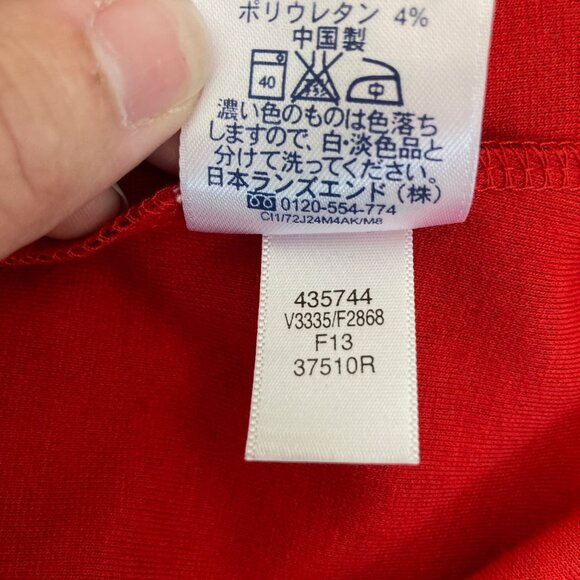 ポリウレタン 4%
中国製
40 中
濃い色のものは色落ち
しますので、白・淡色品と
分けて洗ってください。
日本ランズエンド(株)
0120-554-774
CI1/72J24M4AK/M8
435744
V3335/F2868
F13
37510R